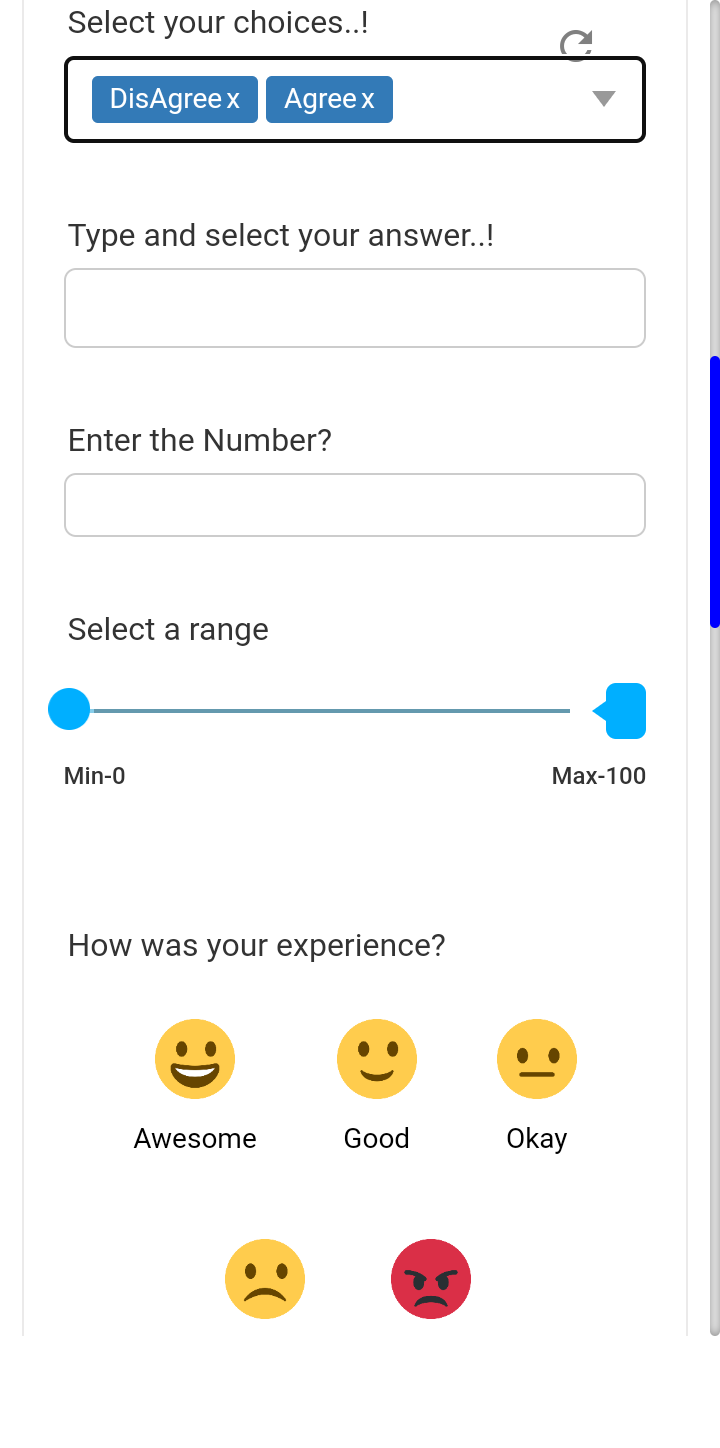 Select your choices..!
DisAgree x Agree x
Type and select your answer..!
Enter the Number?
Select a range
Min-0 Max-100
How was your experience?
Awesome Good Okay